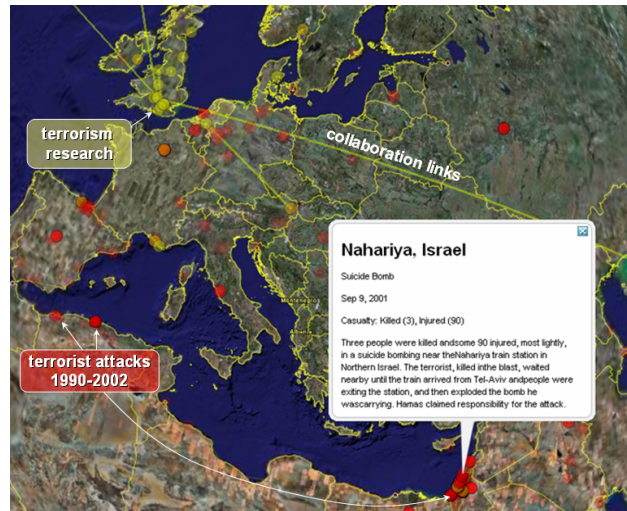 terrorism
research
collaboration links
Nahariya, Israel
Suicide Bomb
Sep 9, 2001
Casualty: Killed (3), Injured (90)
Three people were killed andsome 90 injured, most lightly,
in a suicide bombing near theNahariya train station in
Northern Israel. The terrorist, killed inthe blast, waited
nearby until the train arrived from Tel-Aviv andpeople were
exiting the station, and then exploded the bomb he
wascarrying. Hamas claimed responsibility for the attack.
Montenegro
Albania
terrorist attacks
1990-2002